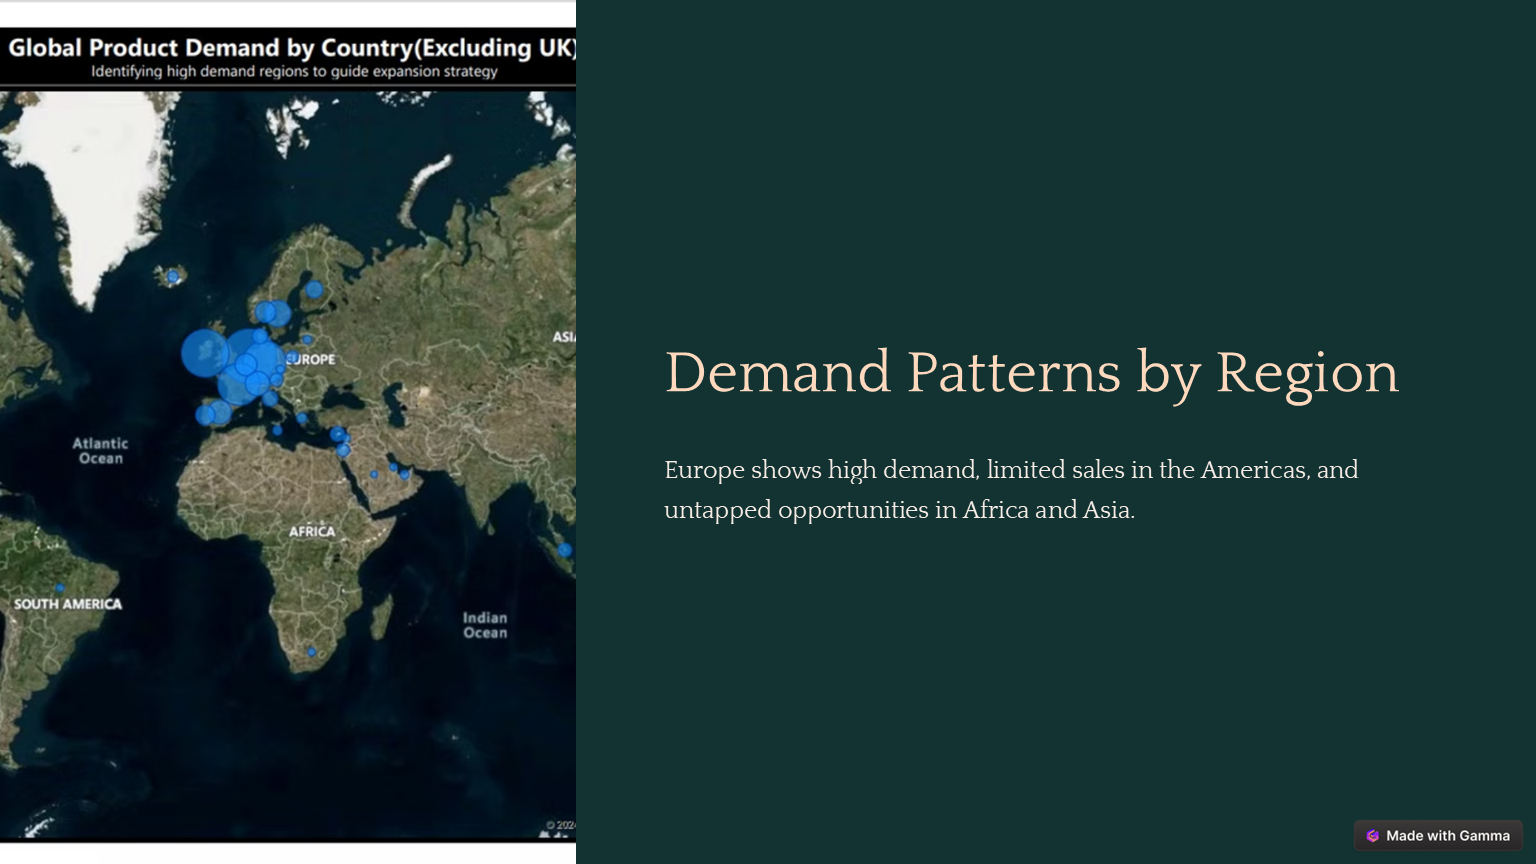 Global Product Demand by Country(Excluding UK)
Identifying high demand regions to guide expansion strategy
EUROPE
ASIA
Atlantic
Ocean
AFRICA
SOUTH AMERICA
Indian
Ocean
© 2024
Demand Patterns by Region
Europe shows high demand, limited sales in the Americas, and
untapped opportunities in Africa and Asia.
Made with Gamma